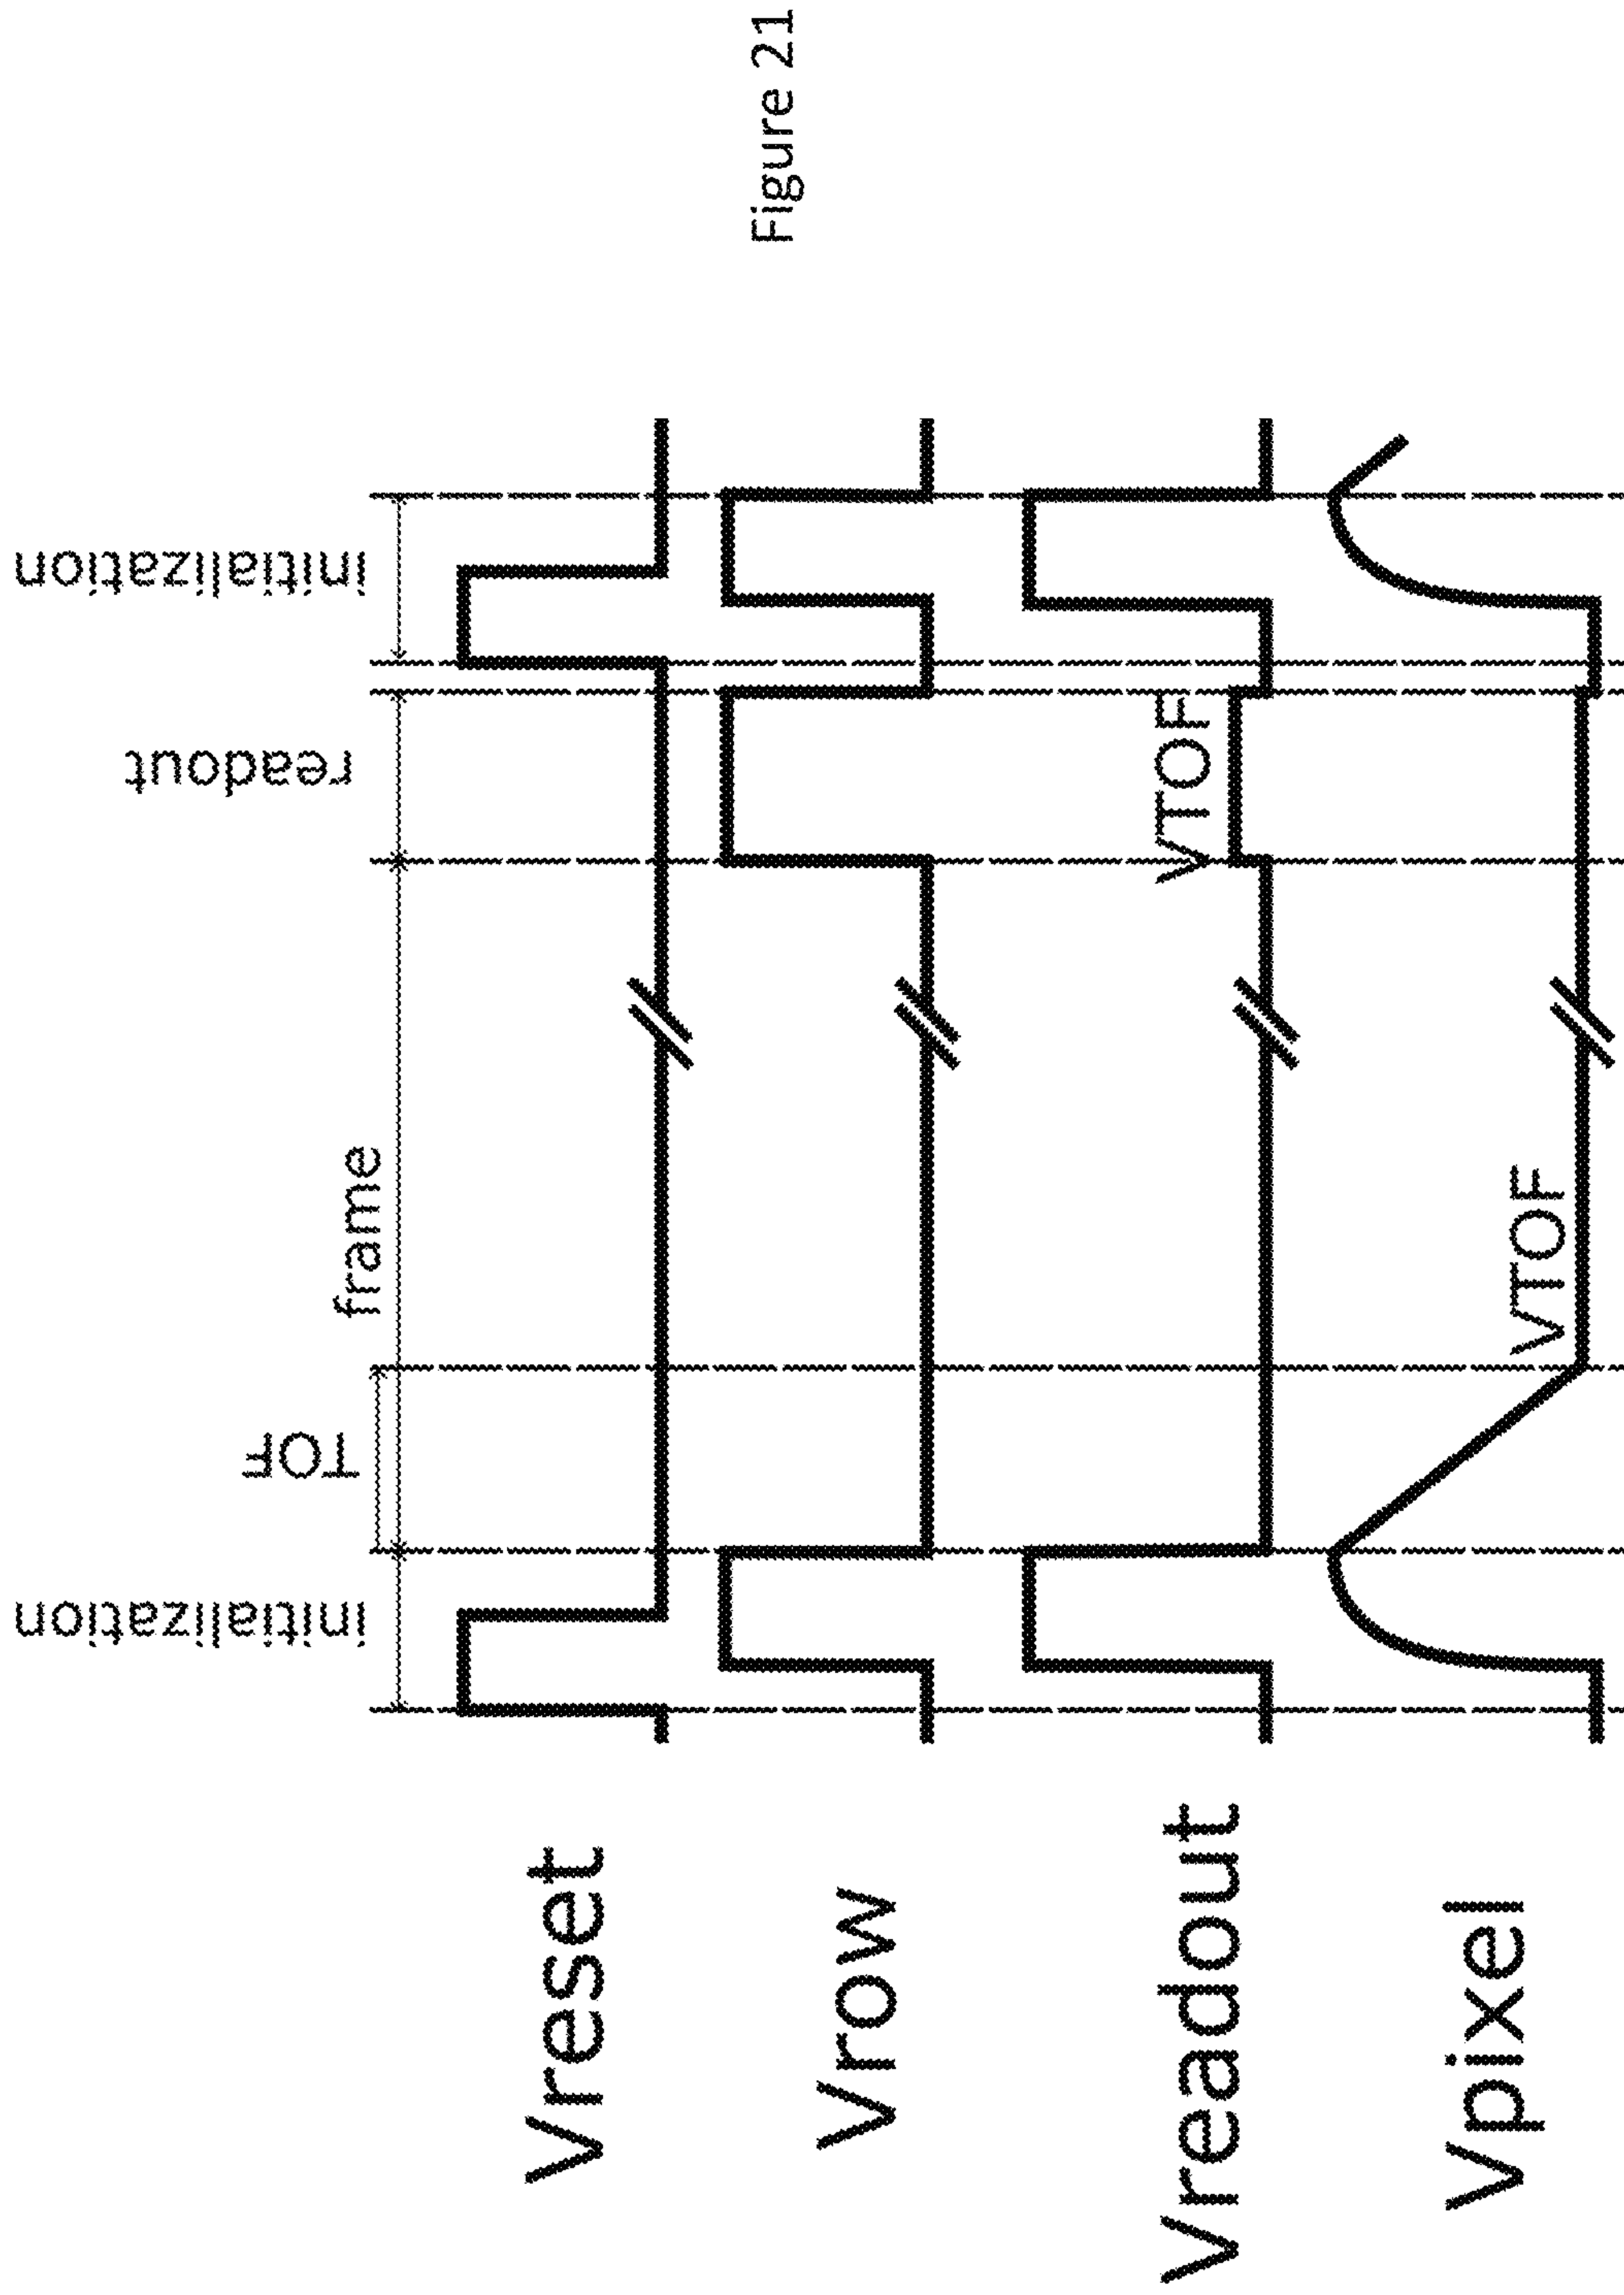 initialization
TOF
frame
readout
initialization
Vreset
Vrow
Vreadout
VTOF
Vpixel
VTOF
Figure 21